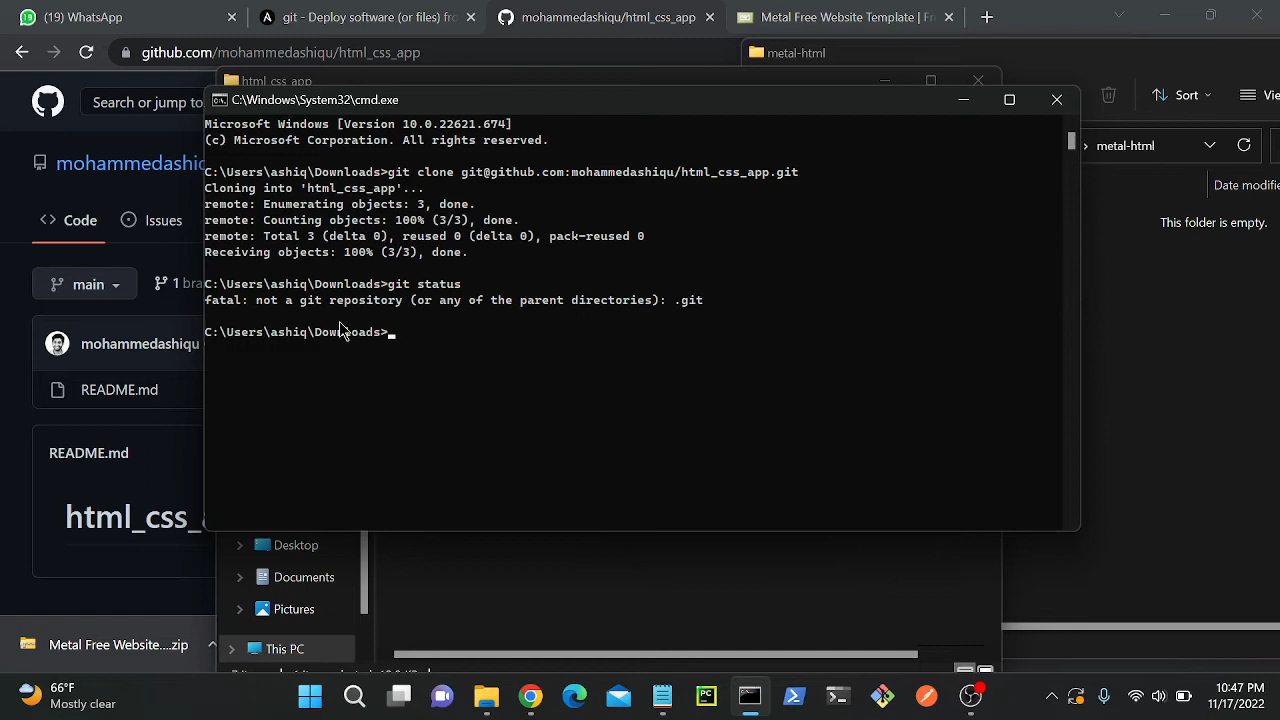 (19) WhatsApp
git - Deploy software (or files) fro
mohammedashiqu/html_css_app
Metal Free Website Template | Fr
github.com/mohammedashiqu/html_css_app
metal-html
html_css_app
Search or jump to
C:\Windows\System32\cmd.exe
Sort
Vie
Microsoft Windows [Version 10.0.22621.674]
(c) Microsoft Corporation. All rights reserved.
metal-html
mohammedashiq
C:\Users\ashiq\Downloads>git clone git@github.com:mohammedashiqu/html_css_app.git
Cloning into 'html_css_app'...
Date modifie
remote: Enumerating objects: 3, done.
Code
Issues
remote: Counting objects: 100% (3/3), done.
This folder is empty.
remote: Total 3 (delta 0), reused 0 (delta 0), pack-reused 0
Receiving objects: 100% (3/3), done.
main
1 bra
C:\Users\ashiq\Downloads>git status
fatal: not a git repository (or any of the parent directories): .git
C:\Users\ashiq\Downloads>
mohammedashiqu
README.md
README.md
html_css_a
Desktop
Documents
Pictures
This PC
Metal Free Website....zip
66°F
Mostly clear
10:47 PM
11/17/2022